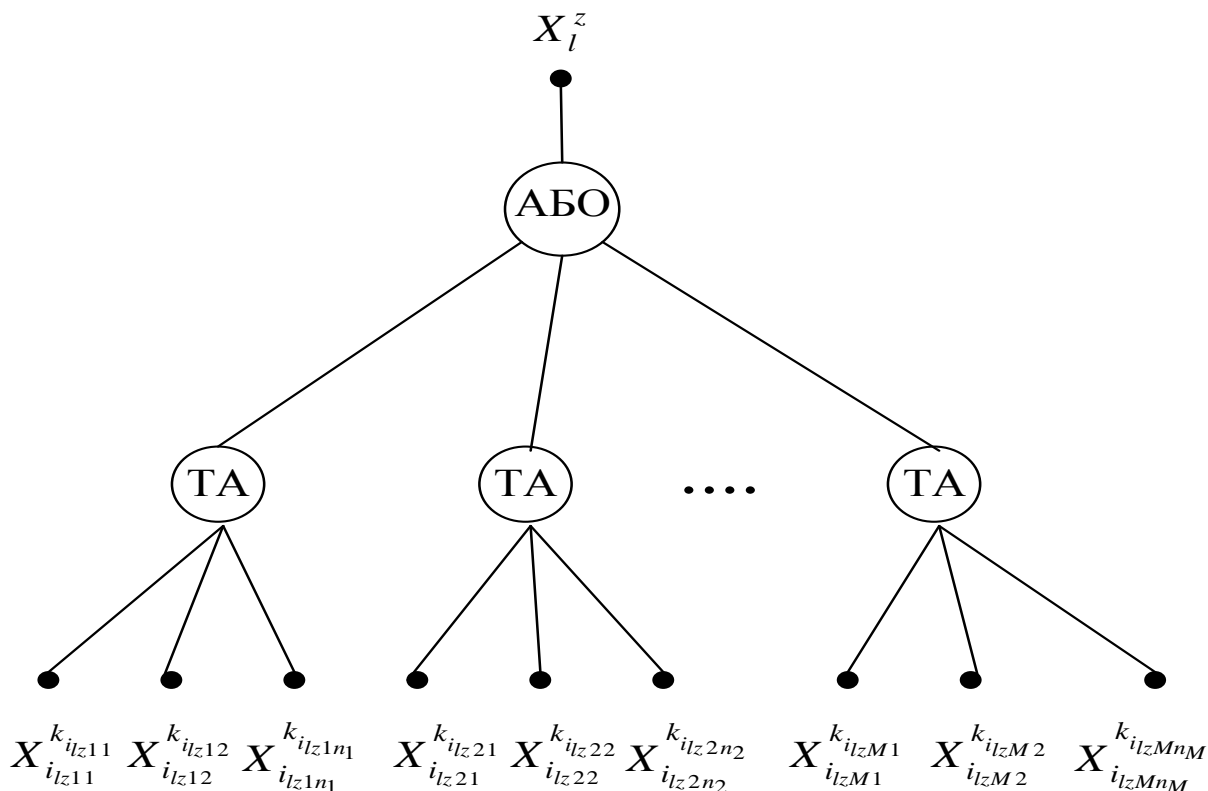 X_l^z
АБО
ТА ТА .... ТА
X_{i_{lz11}}^{k_{i_{lz11}}} X_{i_{lz12}}^{k_{i_{lz12}}} X_{i_{lz1n_1}}^{k_{i_{lz1n_1}}} X_{i_{lz21}}^{k_{i_{lz21}}} X_{i_{lz22}}^{k_{i_{lz22}}} X_{i_{lz2n_2}}^{k_{i_{lz2n_2}}} X_{i_{lzM1}}^{k_{i_{lzM1}}} X_{i_{lzM2}}^{k_{i_{lzM2}}} X_{i_{lzMn_M}}^{k_{i_{lzMn_M}}}